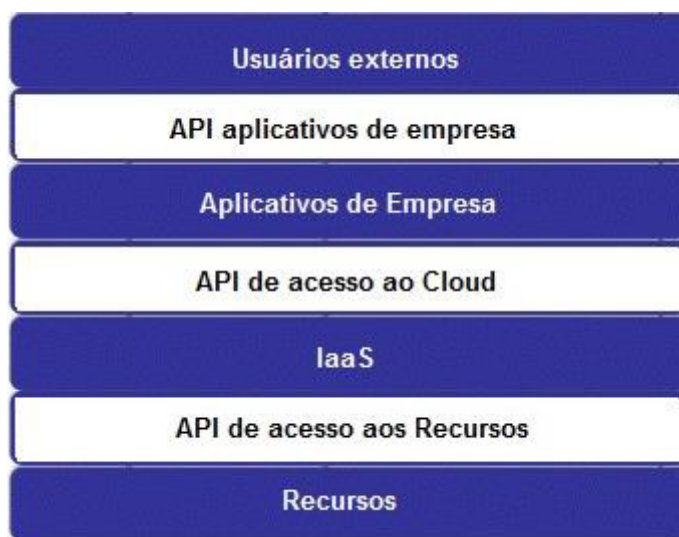 Usuários externos
API aplicativos de empresa
Aplicativos de Empresa
API de acesso ao Cloud
IaaS
API de acesso aos Recursos
Recursos